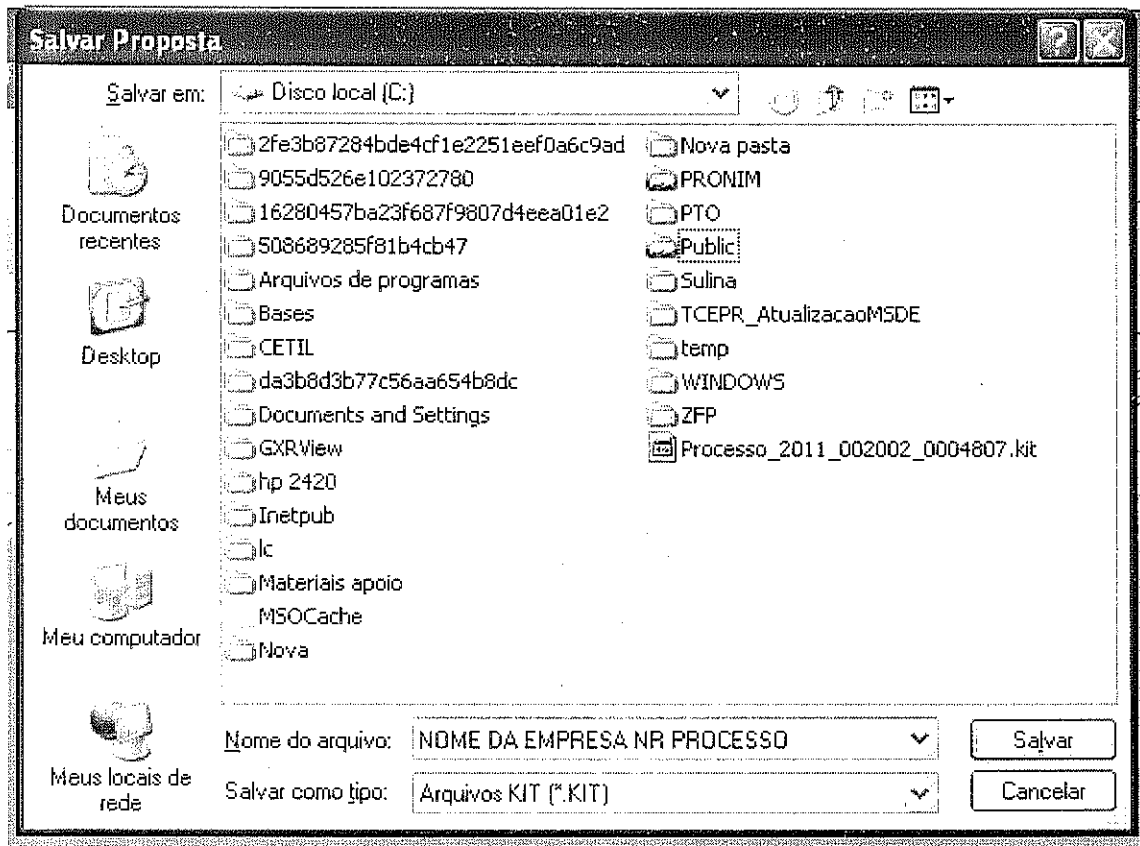 Salvar Proposta
Salvar em:
Disco local (C:)
Documentos
recentes
Desktop
Meus
documentos
Meu computador
Meus locais de
rede
2fe3b87284bde4cf1e2251eef0a6c9ad
9055d526e102372780
16280457ba23f687f9807d4eea01e2
508689285f81b4cb47
Arquivos de programas
Bases
CETIL
da3b8d3b77c56aa654b8dc
Documents and Settings
GXRView
hp 2420
Inetpub
lc
Materiais apoio
MSOCache
Nova
Nova pasta
PRONIM
PTO
Public
Sulina
TCEPR_AtualizacaoMSDE
temp
WINDOWS
ZFP
Processo_2011_002002_0004807.kit
Nome do arquivo:
NOME DA EMPRESA NR PROCESSO
Salvar
Salvar como tipo:
Arquivos KIT (*.KIT)
Cancelar